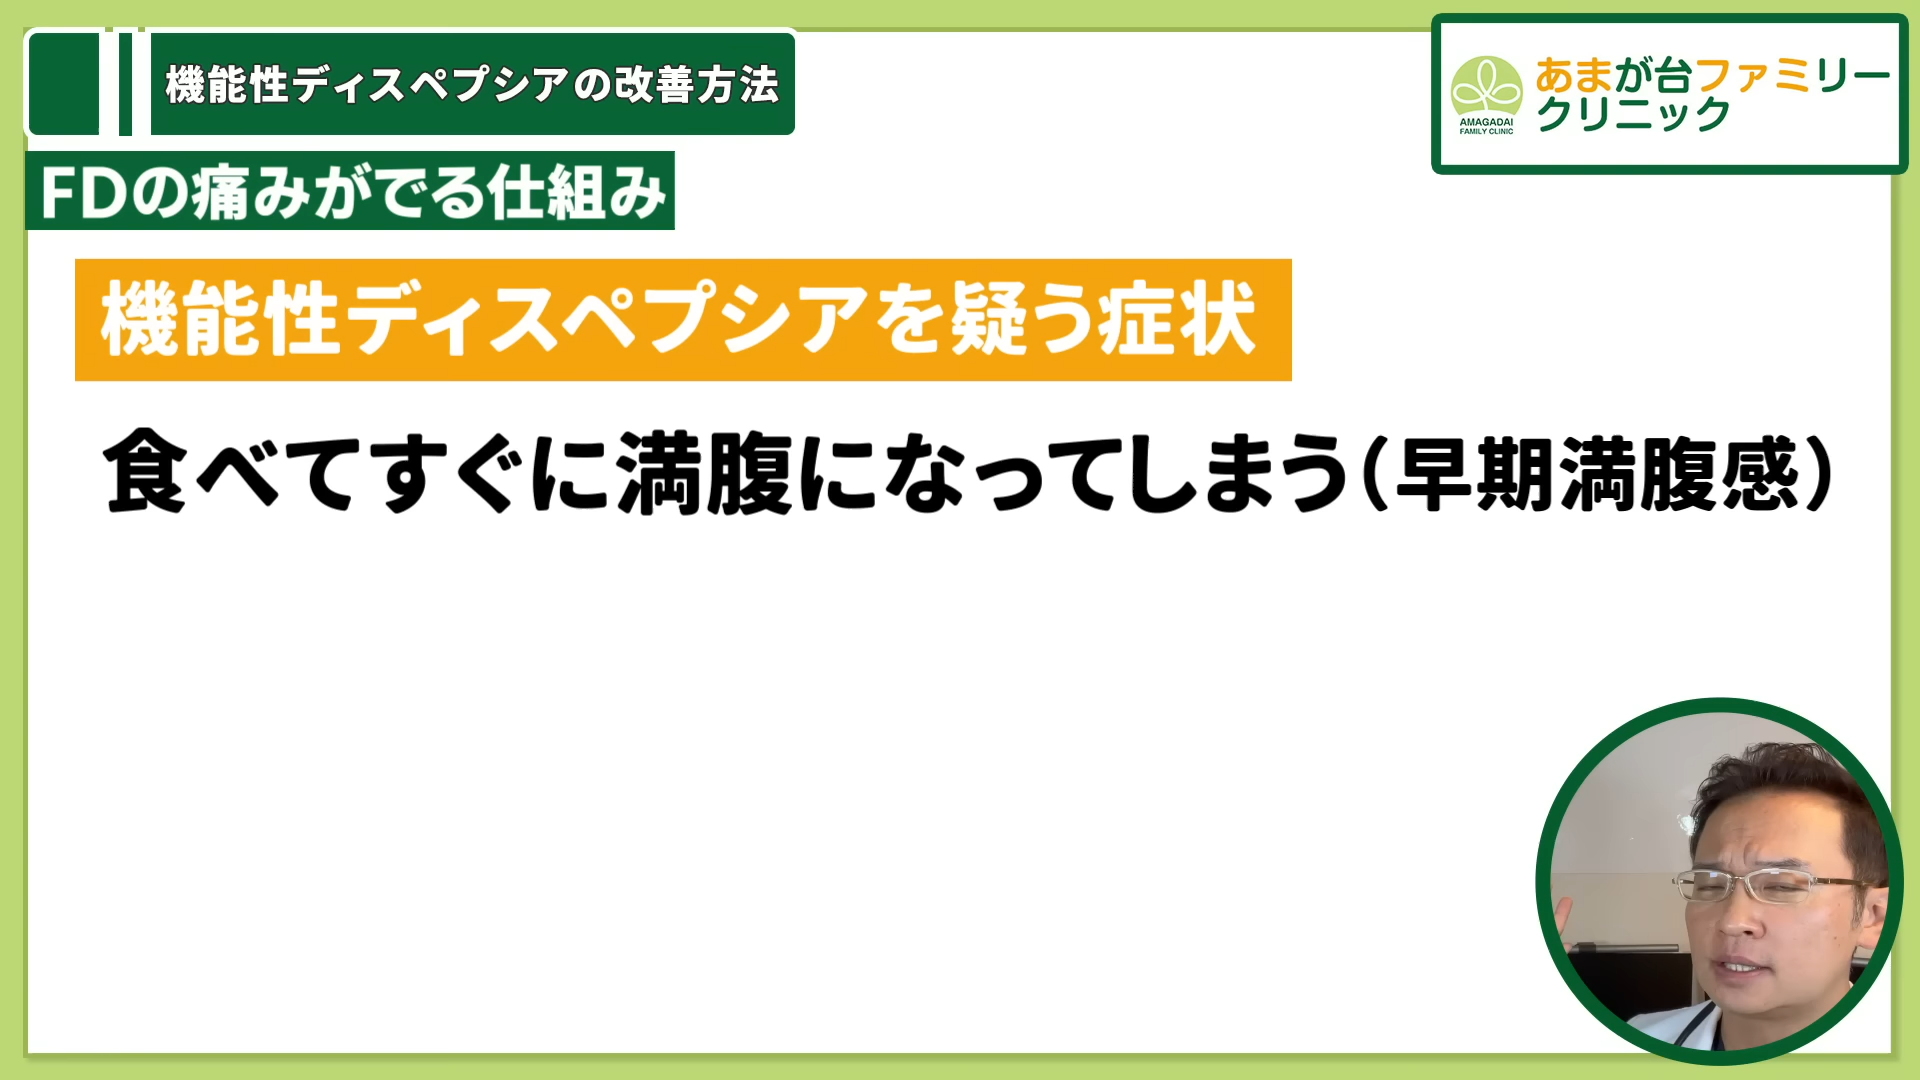 機能性ディスペプシアの改善方法
あまが台ファミリー
クリニック
AMAGADAI
FAMILY CLINIC
FDの痛みがでる仕組み
機能性ディスペプシアを疑う症状
食べてすぐに満腹になってしまう(早期満腹感)